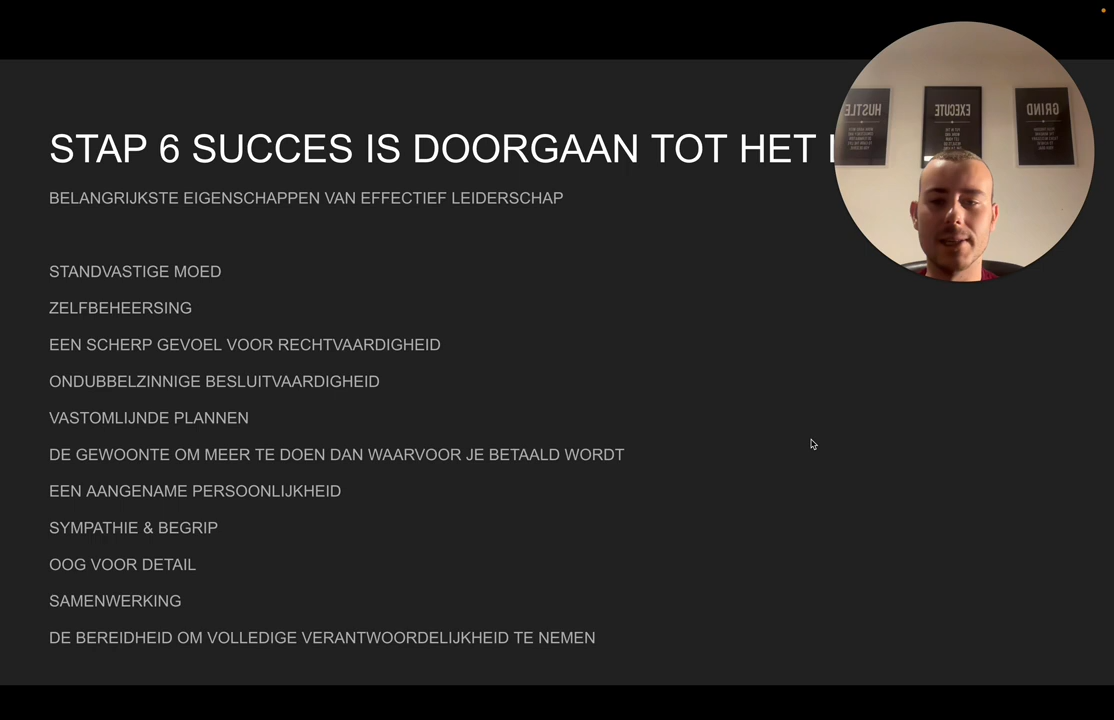 STAP 6 SUCCES IS DOORGAAN TOT HET
BELANGRIJKSTE EIGENSCHAPPEN VAN EFFECTIEF LEIDERSCHAP
STANDVASTIGE MOED
ZELFBEHEERSING
EEN SCHERP GEVOEL VOOR RECHTVAARDIGHEID
ONDUBBELZINNIGE BESLUITVAARDIGHEID
VASTOMLIJNDE PLANNEN
DE GEWOONTE OM MEER TE DOEN DAN WAARVOOR JE BETAALD WORDT
EEN AANGENAME PERSOONLIJKHEID
SYMPATHIE & BEGRIP
OOG VOOR DETAIL
SAMENWERKING
DE BEREIDHEID OM VOLLEDIGE VERANTWOORDELIJKHEID TE NEMEN
HUSTLE
EXECUTE
GRIND